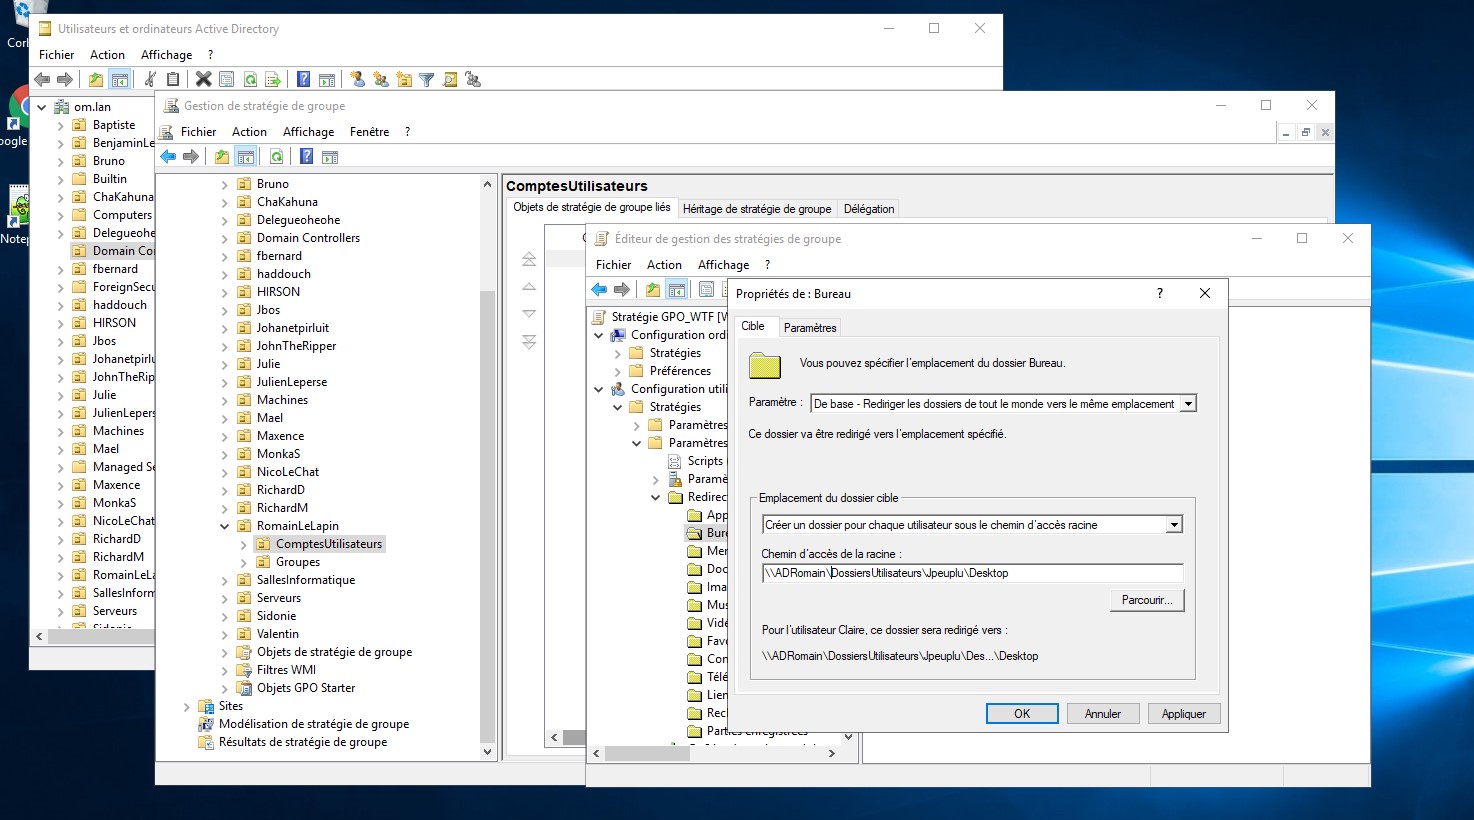 Utilisateurs et ordinateurs Active Directory
Fichier Action Affichage ?
om.lan
Baptiste
BenjaminLe
Bruno
Builtin
ChaKahuna
Computers
Delegueohe
Domain Co
fbernard
ForeignSecu
haddouch
HIRSON
Jbos
Johanetpirlu
JohnTheRip
Julie
JulienLepers
Machines
Mael
Managed Se
Maxence
MonkaS
NicoLeChat
RichardD
RichardM
RomainLeLa
SallesInform
Serveurs
Sidonie
Gestion de stratégie de groupe
Fichier Action Affichage Fenêtre ?
Bruno
ChaKahuna
Delegueoheohe
Domain Controllers
fbernard
haddouch
HIRSON
Jbos
Johanetpirluit
JohnTheRipper
Julie
JulienLeperse
Machines
Mael
Maxence
MonkaS
NicoLeChat
RichardD
RichardM
RomainLeLapin
ComptesUtilisateurs
Groupes
SallesInformatique
Serveurs
Sidonie
Valentin
Objets de stratégie de groupe
Filtres WMI
Objets GPO Starter
Sites
Modélisation de stratégie de groupe
Résultats de stratégie de groupe
ComptesUtilisateurs
Objets de stratégie de groupe liés Héritage de stratégie de groupe Délégation
Éditeur de gestion des stratégies de groupe
Fichier Action Affichage ?
Stratégie GPO_WTF [W
Configuration ord
Stratégies
Préférences
Configuration utili
Stratégies
Paramètres
Paramètres
Scripts
Paramè
Redirec
App
Bure
Mer
Doc
Ima
Mus
Vidé
Favo
Con
Télé
Lien
Recl
Parties enregistrées
Propriétés de : Bureau
?
Cible Paramètres
Vous pouvez spécifier l'emplacement du dossier Bureau.
Paramètre : De base - Rediriger les dossiers de tout le monde vers le même emplacement
Ce dossier va être redirigé vers l'emplacement spécifié.
Emplacement du dossier cible
Créer un dossier pour chaque utilisateur sous le chemin d'accès racine
Chemin d'accès de la racine :
\\ADRomain\DossiersUtilisateurs\Jpeuplu\Desktop
Parcourir...
Pour l'utilisateur Claire, ce dossier sera redirigé vers :
\\ADRomain\DossiersUtilisateurs\Jpeuplu\Des...\Desktop
OK Annuler Appliquer
Corb
oogle
Notep